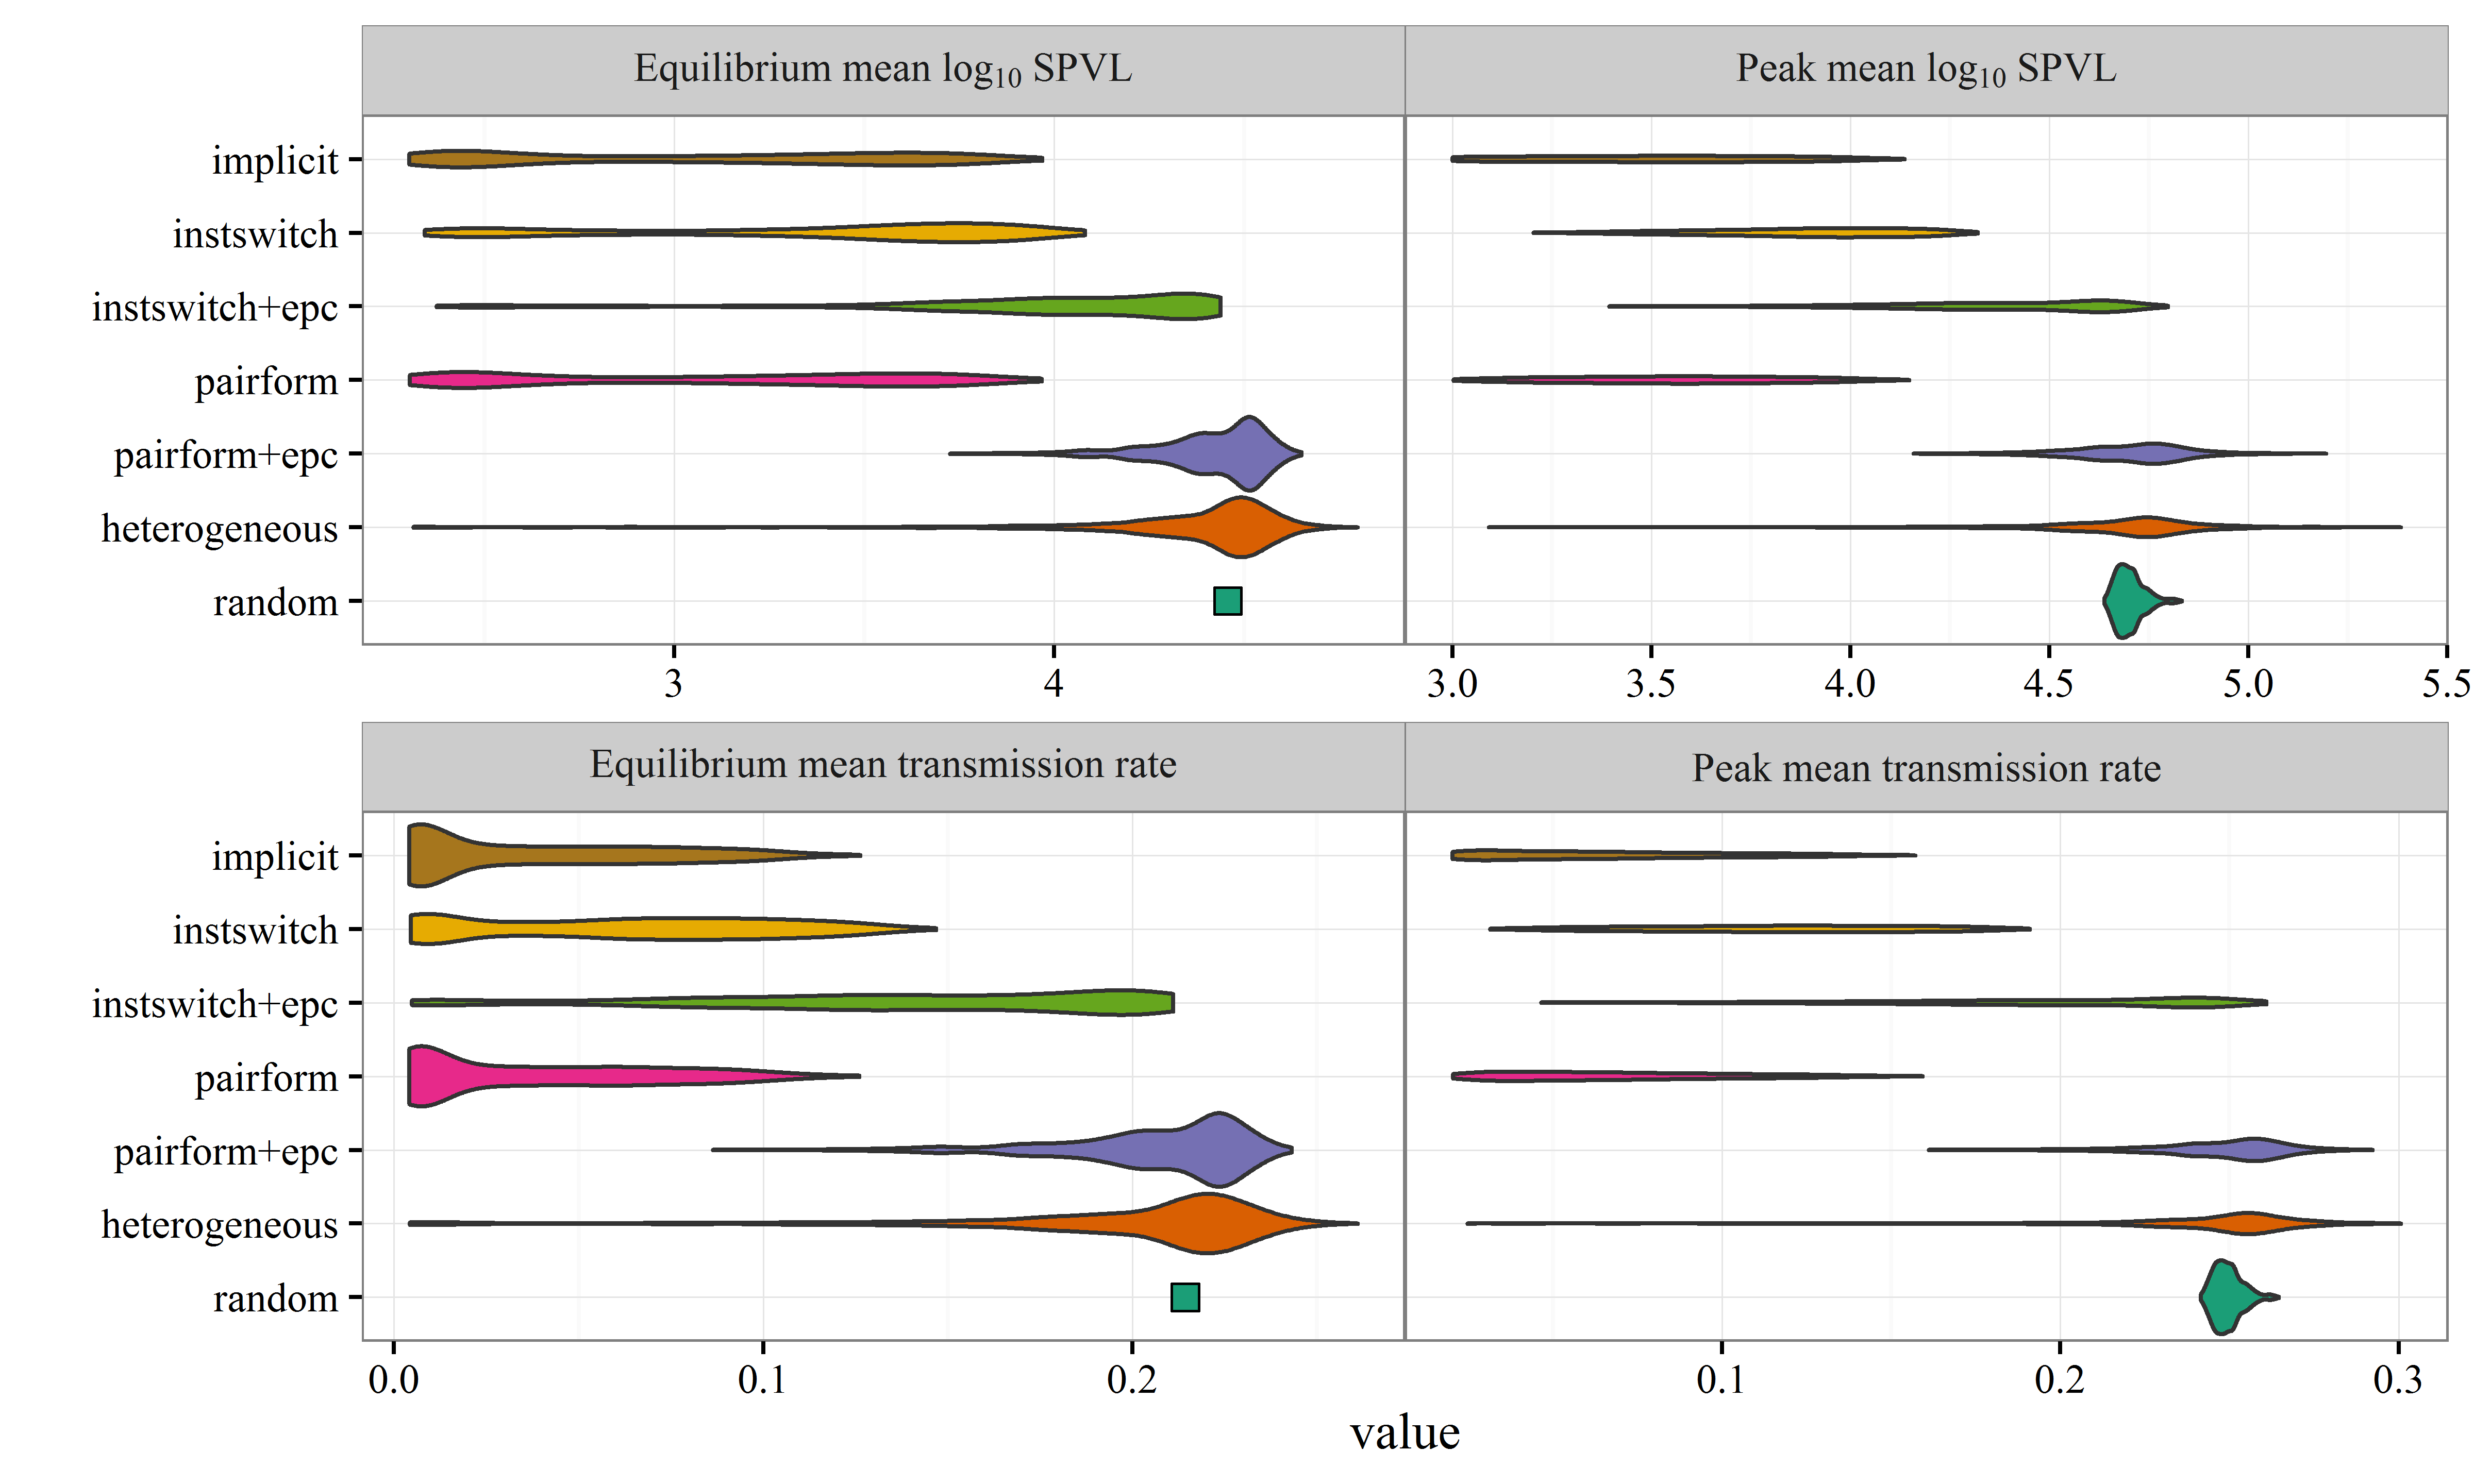 Equilibrium mean log₁₀ SPVL
Peak mean log₁₀ SPVL
implicit
instswitch
instswitch+epc
pairform
pairform+epc
heterogeneous
random
3 4
3.0 3.5 4.0 4.5 5.0 5.5
Equilibrium mean transmission rate
Peak mean transmission rate
implicit
instswitch
instswitch+epc
pairform
pairform+epc
heterogeneous
random
0.0 0.1 0.2
0.1 0.2 0.3
value